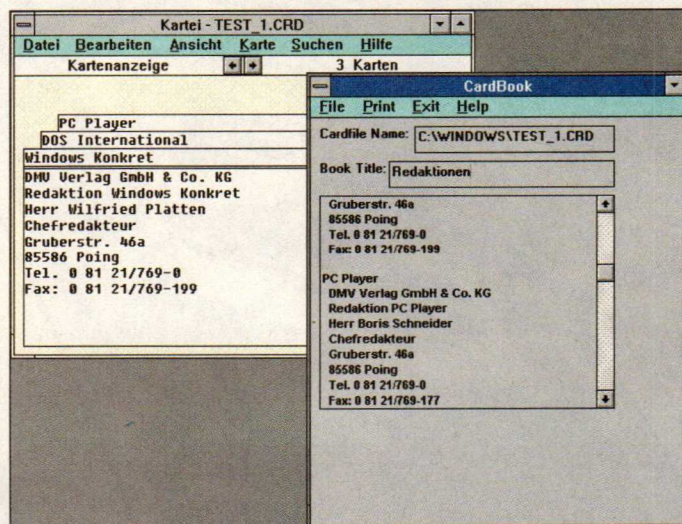 Kartei - TEST_1.CRD
Datei Bearbeiten Ansicht Karte Suchen Hilfe
Kartenanzeige 3 Karten
PC Player
DOS International
Windows Konkret
DMV Verlag GmbH & Co. KG
Redaktion Windows Konkret
Herr Wilfried Platten
Chefredakteur
Gruberstr. 46a
85586 Poing
Tel. 0 81 21/769-0
Fax: 0 81 21/769-199
CardBook
File Print Exit Help
Cardfile Name: C:\WINDOWS\TEST_1.CRD
Book Title: Redaktionen
Gruberstr. 46a
85586 Poing
Tel. 0 81 21/769-0
Fax: 0 81 21/769-199
PC Player
DMV Verlag GmbH & Co. KG
Redaktion PC Player
Herr Boris Schneider
Chefredakteur
Gruberstr. 46a
85586 Poing
Tel. 0 81 21/769-0
Fax: 0 81 21/769-177